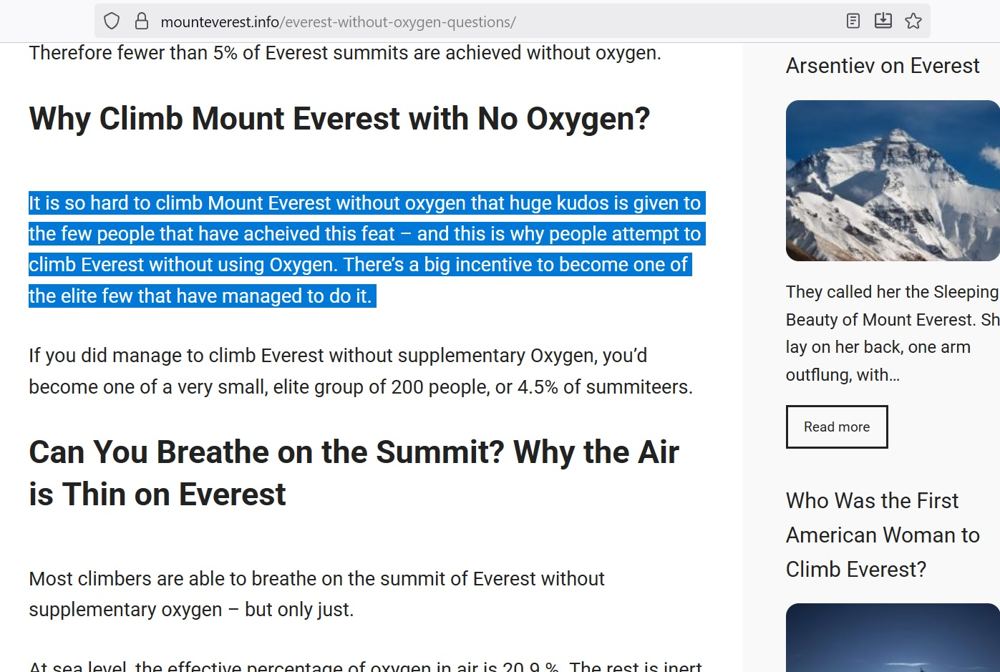 mounteverest.info/everest-without-oxygen-questions/
Therefore fewer than 5% of Everest summits are achieved without oxygen.
Why Climb Mount Everest with No Oxygen?
It is so hard to climb Mount Everest without oxygen that huge kudos is given to
the few people that have acheived this feat – and this is why people attempt to
climb Everest without using Oxygen. There’s a big incentive to become one of
the elite few that have managed to do it.
If you did manage to climb Everest without supplementary Oxygen, you’d
become one of a very small, elite group of 200 people, or 4.5% of summiteers.
Can You Breathe on the Summit? Why the Air
is Thin on Everest
Most climbers are able to breathe on the summit of Everest without
supplementary oxygen – but only just.
At sea level, the effective percentage of oxygen in air is 20.9 %. The rest is inert
Arsentiev on Everest
They called her the Sleeping
Beauty of Mount Everest. Sh
lay on her back, one arm
outflung, with...
Read more
Who Was the First
American Woman to
Climb Everest?